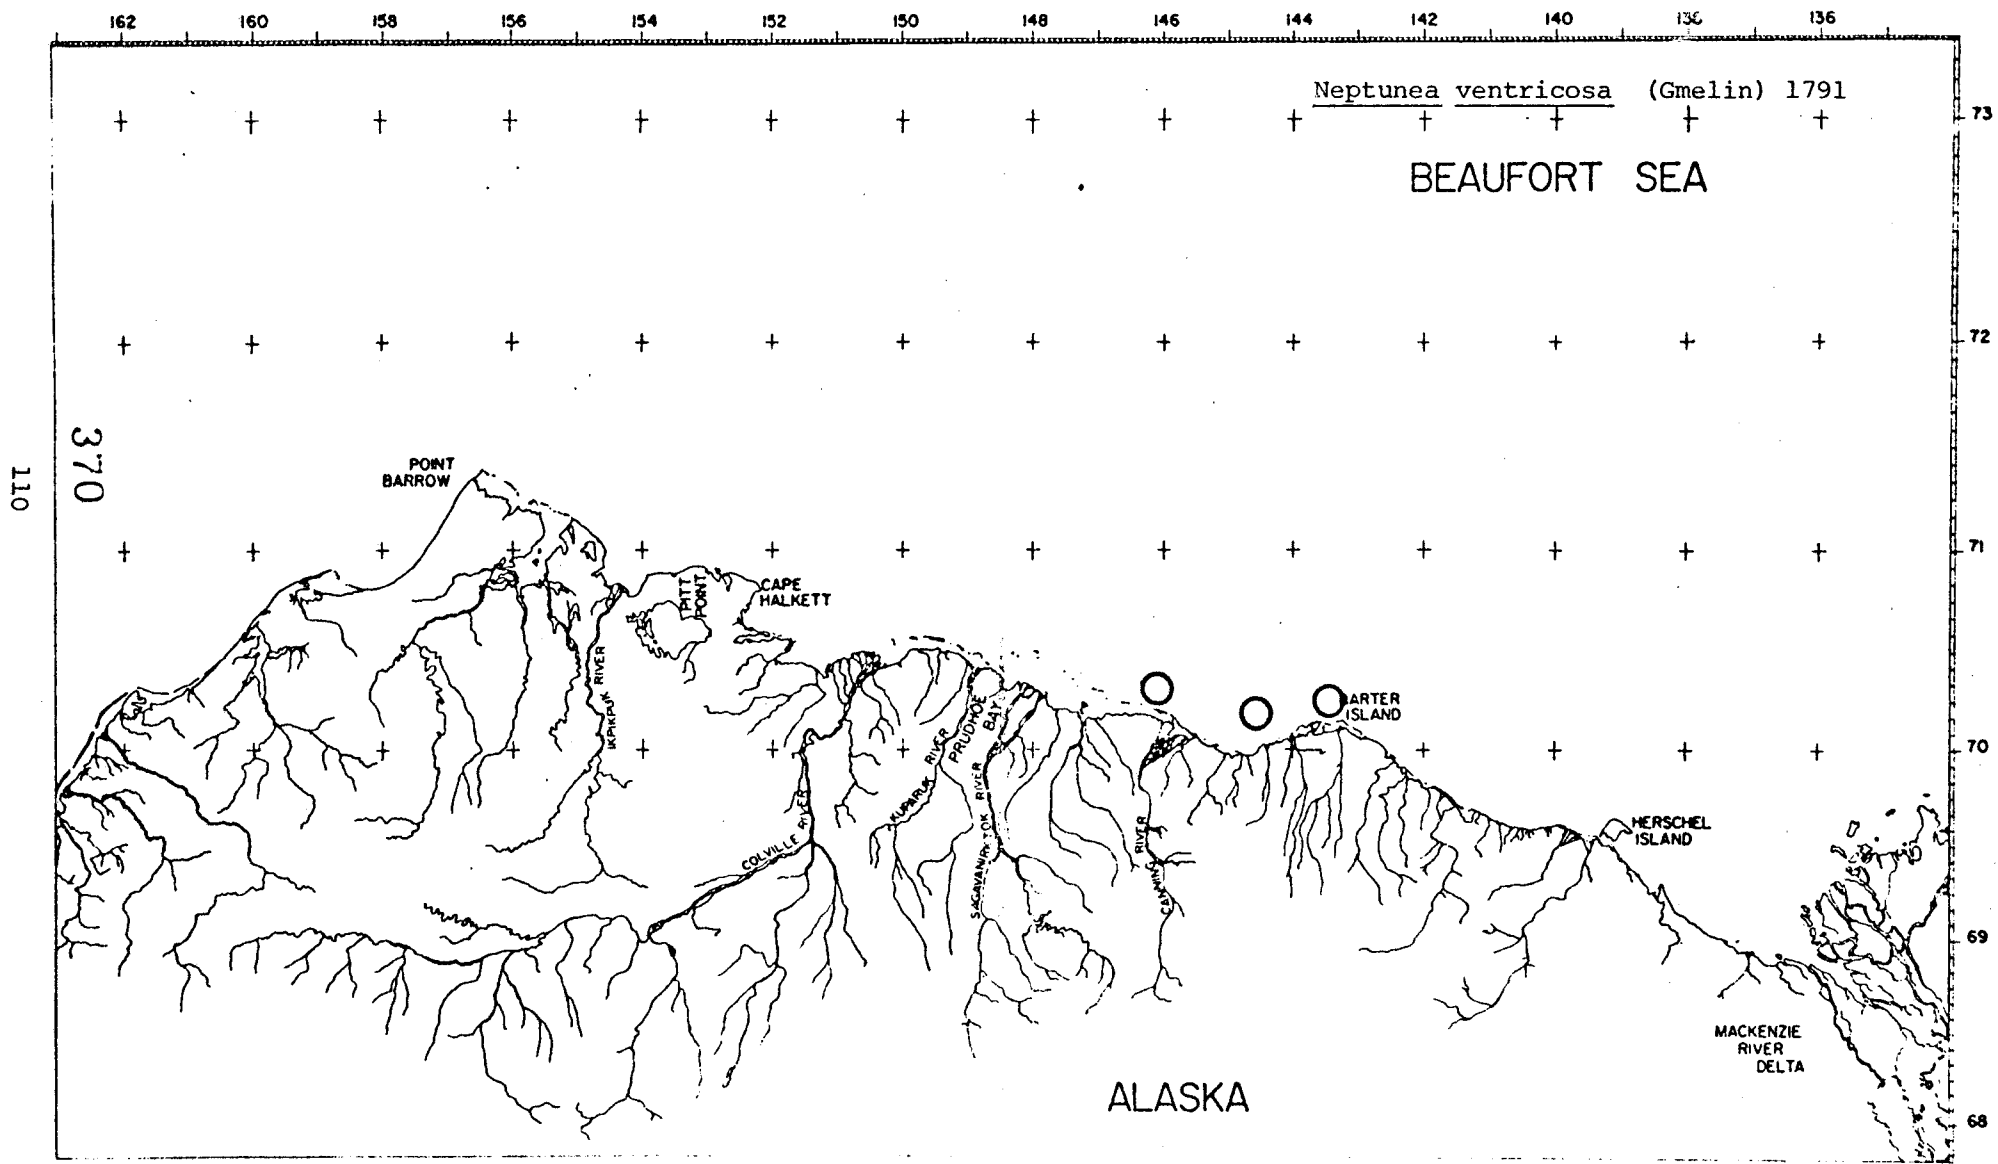 162 160 158 156 154 152 150 148 146 144 142 140 136 136
Neptunea ventricosa (Gmelin) 1791
73
BEAUFORT SEA
72
370
110
POINT
BARROW
71
PITT
POINT
CAPE
HALKETT
IKPIKPUK RIVER
PRUDHOE
BAY
ARTER
ISLAND
70
KUPARUK RIVER
COLVILLE RIVER
SAGAVANIRKTOK RIVER
CANNING RIVER
HERSCHEL
ISLAND
69
MACKENZIE
RIVER
DELTA
ALASKA
68